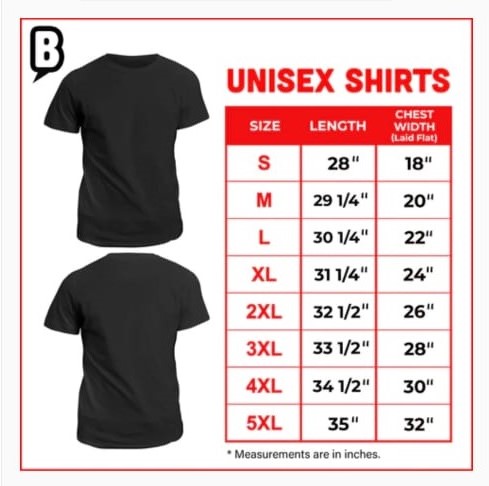 B
UNISEX SHIRTS
SIZE LENGTH CHEST WIDTH (Laid Flat)
S 28" 18"
M 29 1/4" 20"
L 30 1/4" 22"
XL 31 1/4" 24"
2XL 32 1/2" 26"
3XL 33 1/2" 28"
4XL 34 1/2" 30"
5XL 35" 32"
* Measurements are in inches.